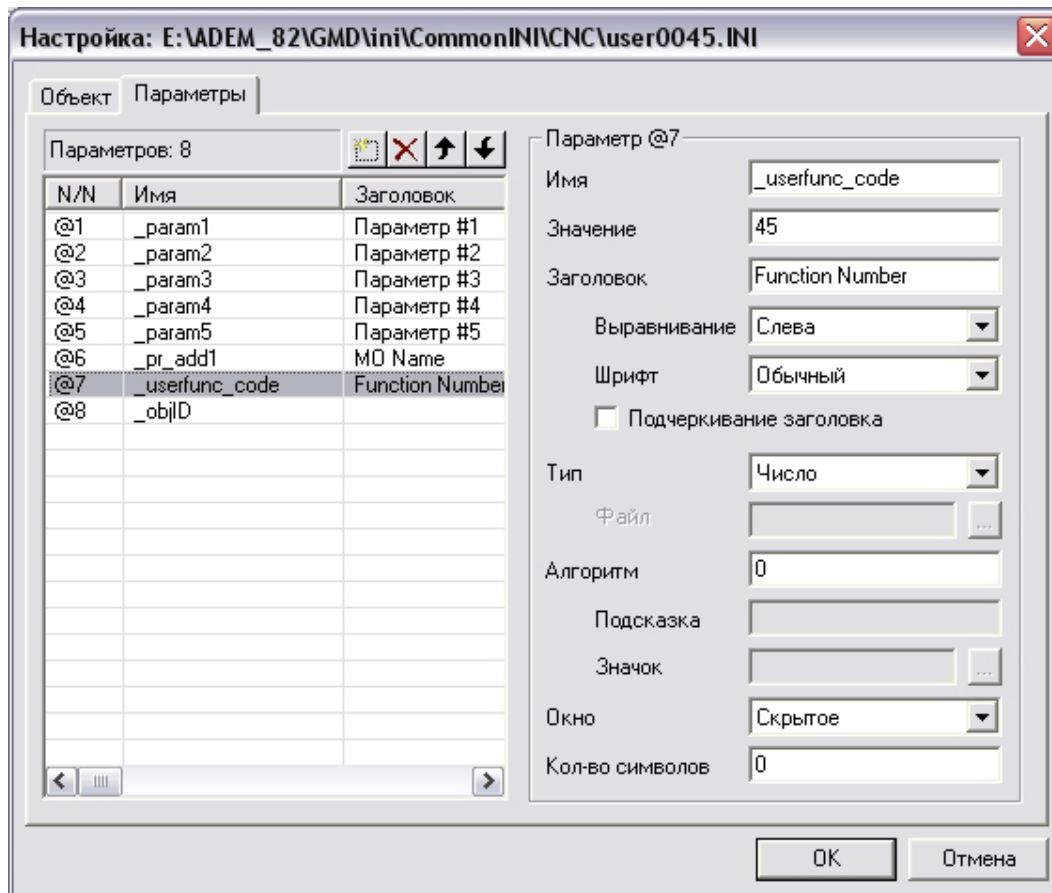 Настройка: E:\ADEM_82\GMD\ini\CommonINI\CNC\user0045.INI
Объект Параметры
Параметров: 8
N/N Имя Заголовок
@1 _param1 Параметр #1
@2 _param2 Параметр #2
@3 _param3 Параметр #3
@4 _param4 Параметр #4
@5 _param5 Параметр #5
@6 _pr_add1 MO Name
@7 _userfunc_code Function Number
@8 _objID
Параметр @7
Имя _userfunc_code
Значение 45
Заголовок Function Number
Выравнивание Слева
Шрифт Обычный
Подчеркивание заголовка
Тип Число
Файл ...
Алгоритм 0
Подсказка
Значок ...
Окно Скрытое
Кол-во символов 0
OK Отмена